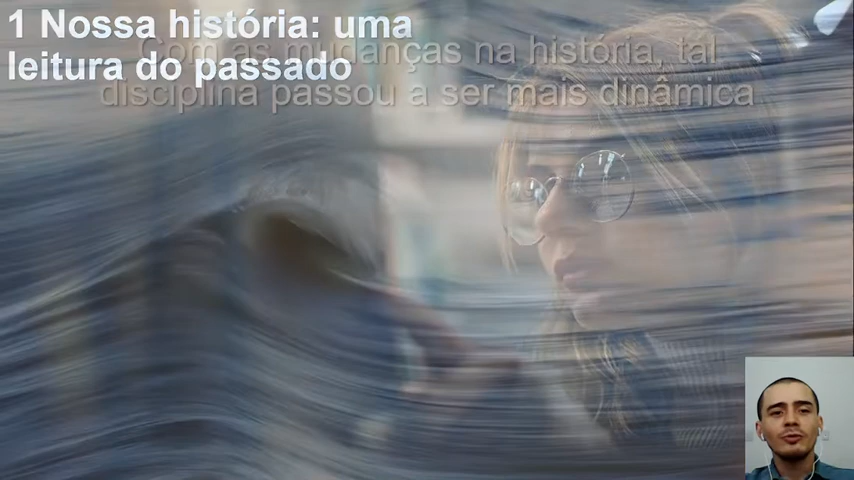 1 Nossa história: uma
leitura do passado
Com as mudanças na história, tal
disciplina passou a ser mais dinâmica